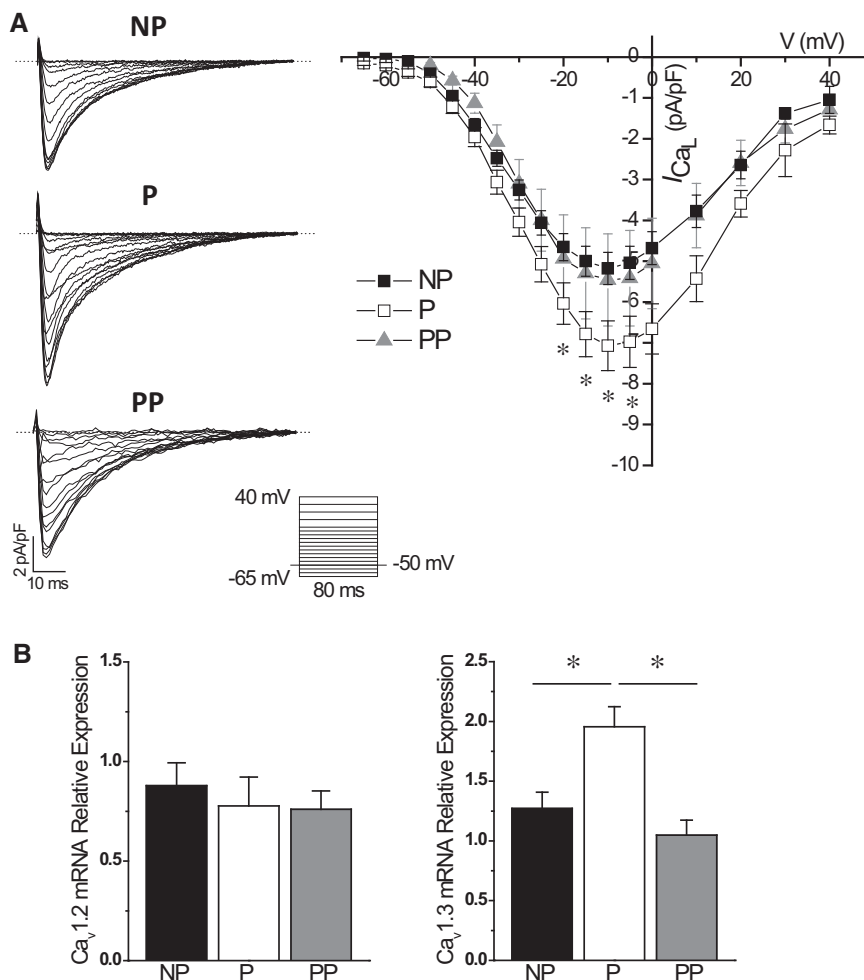 A
NP
P
PP
2 pA/pF
10 ms
40 mV
-65 mV
-50 mV
80 ms
V (mV)
-60
-40
-20
0
20
40
0
-1
-2
-3
-4
-5
-6
-7
-8
-9
-10
ICaL (pA/pF)
NP
P
PP
*
*
*
*
B
Cav1.2 mRNA Relative Expression
1.5
1.0
0.5
0.0
NP P PP
Cav1.3 mRNA Relative Expression
2.5
2.0
1.5
1.0
0.5
0.0
* *
NP P PP